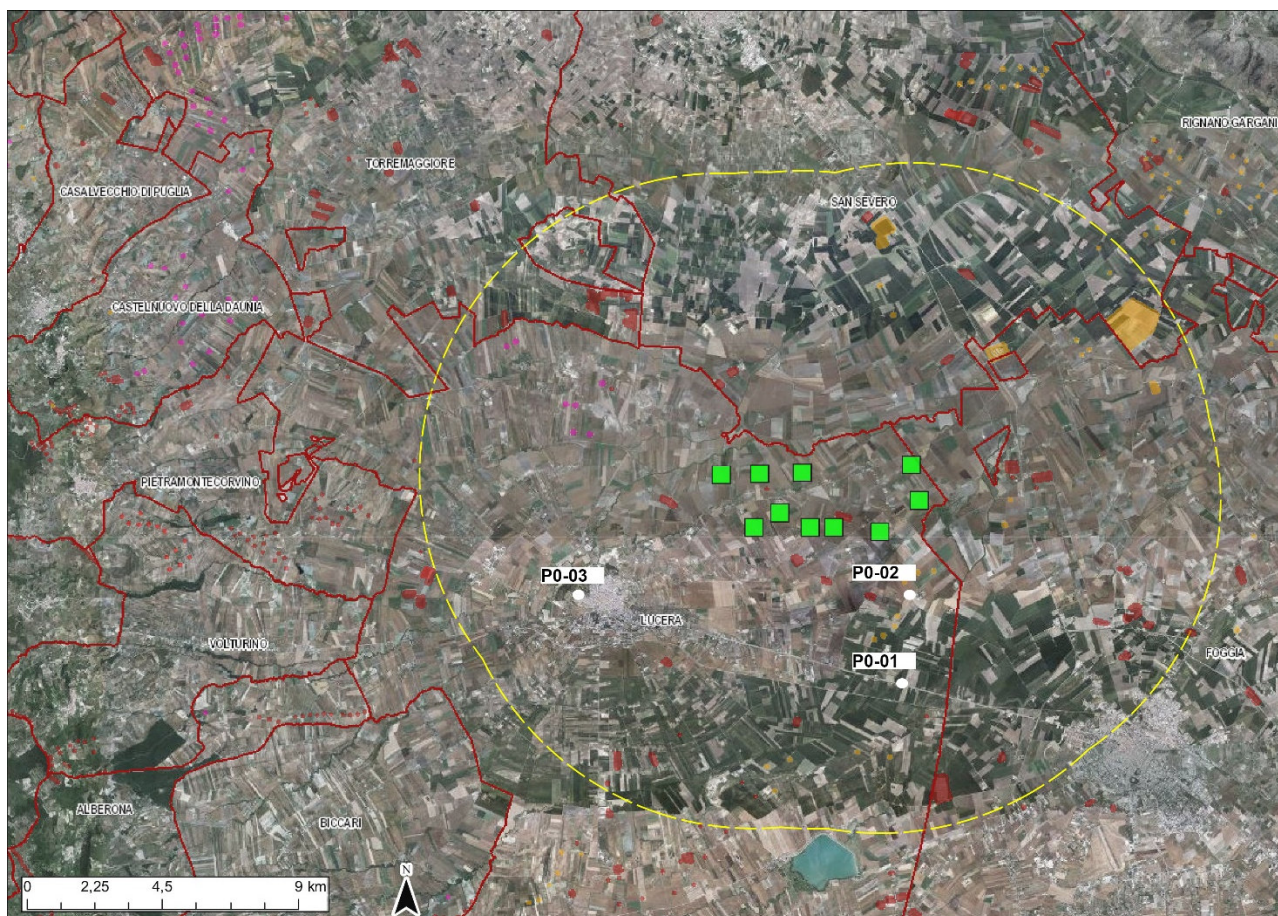 TORREMAGGIORE
RIGNANO GARGANI
CASALVECCHIO DI PUGLIA
SAN SEVERO
CASTELNUOVO DELLA DAUNIA
PIETRAMONTECORVINO
P0-03
P0-02
LUCERA
VOLTURINO
P0-01
FOGGIA
ALBERONA
BICCARI
N
0 2,25 4,5 9 km